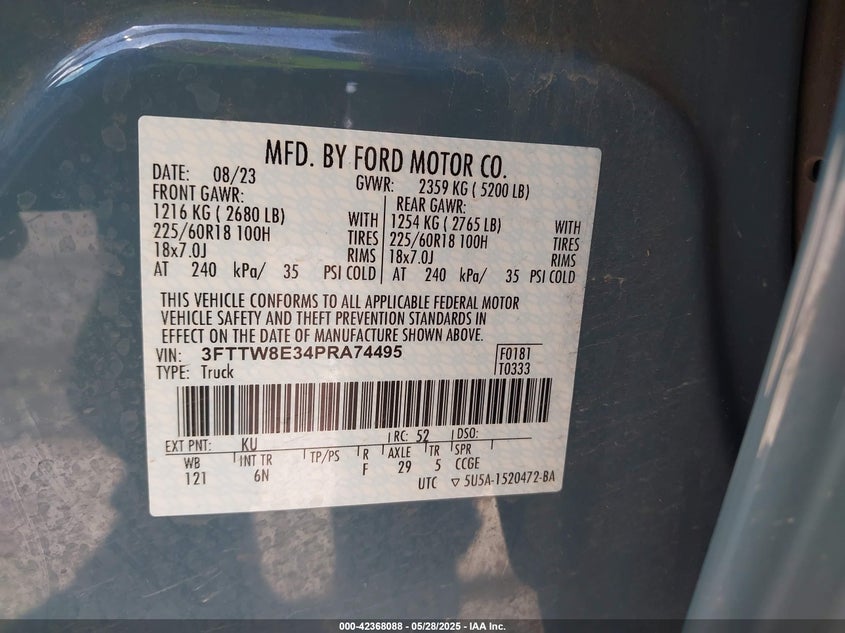 MFD. BY FORD MOTOR CO.
DATE: 08/23 GVWR: 2359 KG ( 5200 LB)
FRONT GAWR: REAR GAWR:
1216 KG ( 2680 LB) WITH 1254 KG ( 2765 LB) WITH
225/60R18 100H TIRES 225/60R18 100H TIRES
18x7.0J RIMS 18x7.0J RIMS
AT 240 kPa/ 35 PSI COLD AT 240 kPa/ 35 PSI COLD
THIS VEHICLE CONFORMS TO ALL APPLICABLE FEDERAL MOTOR
VEHICLE SAFETY AND THEFT PREVENTION STANDARDS IN
EFFECT ON THE DATE OF MANUFACTURE SHOWN ABOVE.
VIN: 3FTTW8E34PRA74495 F0181
TYPE: Truck T0333
EXT PNT: KU RC: 52 DSO:
WB INT TR TP/PS R AXLE TR SPR
121 6N F 29 5 CCGE
UTC ▽ 5U5A-1520472-BA
000-42368088 — 05/28/2025 — IAA Inc.